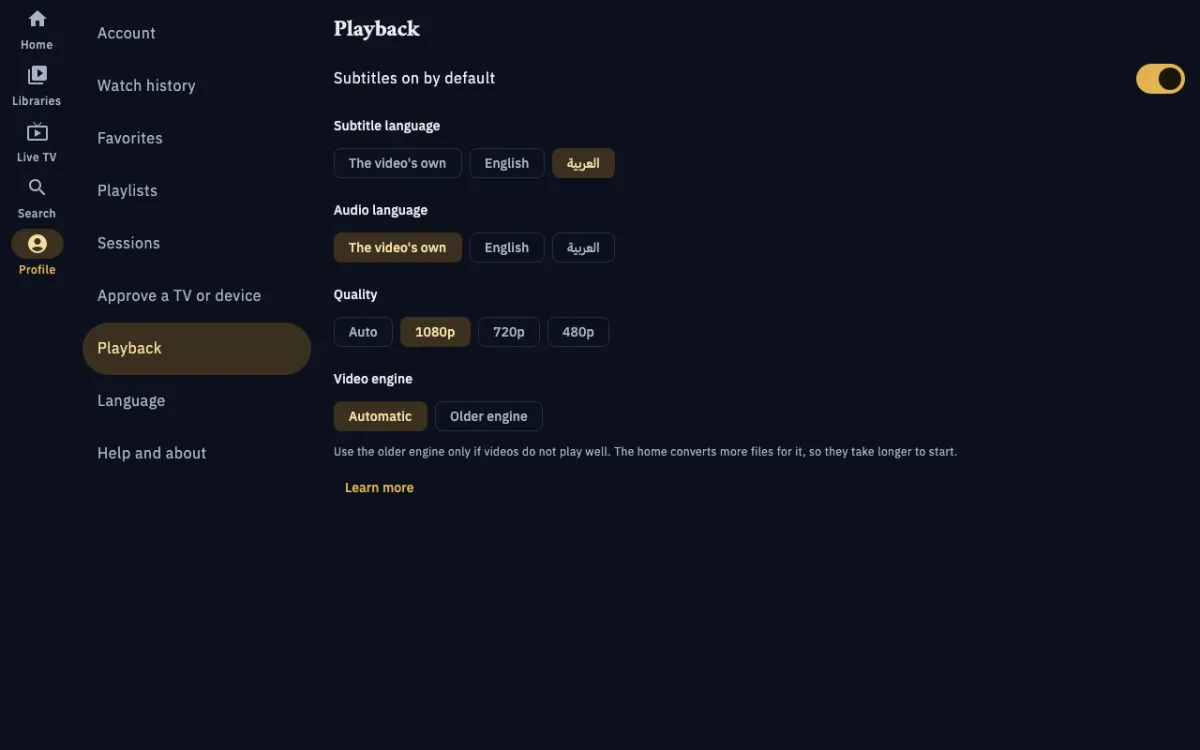 Home
Libraries
Live TV
Search
Profile
Account
Watch history
Favorites
Playlists
Sessions
Approve a TV or device
Playback
Language
Help and about
Playback
Subtitles on by default
Subtitle language
The video's own English العربية
Audio language
The video's own English العربية
Quality
Auto 1080p 720p 480p
Video engine
Automatic Older engine
Use the older engine only if videos do not play well. The home converts more files for it, so they take longer to start.
Learn more